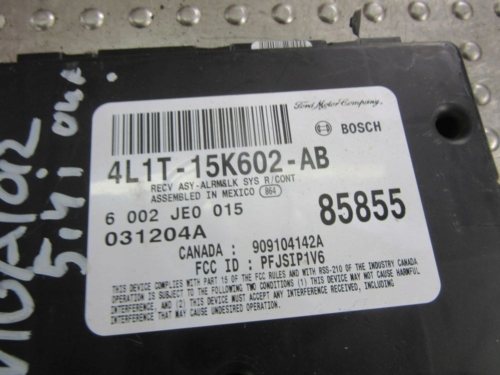 Ford Motor Company,
BOSCH
4L1T-15K602-AB
RECV ASY-ALRM&LK SYS R/CONT
ASSEMBLED IN MEXICO 864
6 002 JE0 015
85855
031204A
CANADA : 909104142A
FCC ID : PFJSIP1V6
THIS DEVICE COMPLIES WITH PART 15 OF THE FCC RULES AND WITH RSS-210 OF THE INDUSTRY CANADA
OPERATION IS SUBJECT TO THE FOLLOWING TWO CONDITIONS: (1) THIS DEVICE MAY NOT CAUSE HARMFUL
INTERFERENCE, AND (2) THIS DEVICE MUST ACCEPT ANY INTERFERENCE RECEIVED, INCLUDING INTERFERENCE
THAT MAY CAUSE UNDESIRED OPERATION.
5.4i